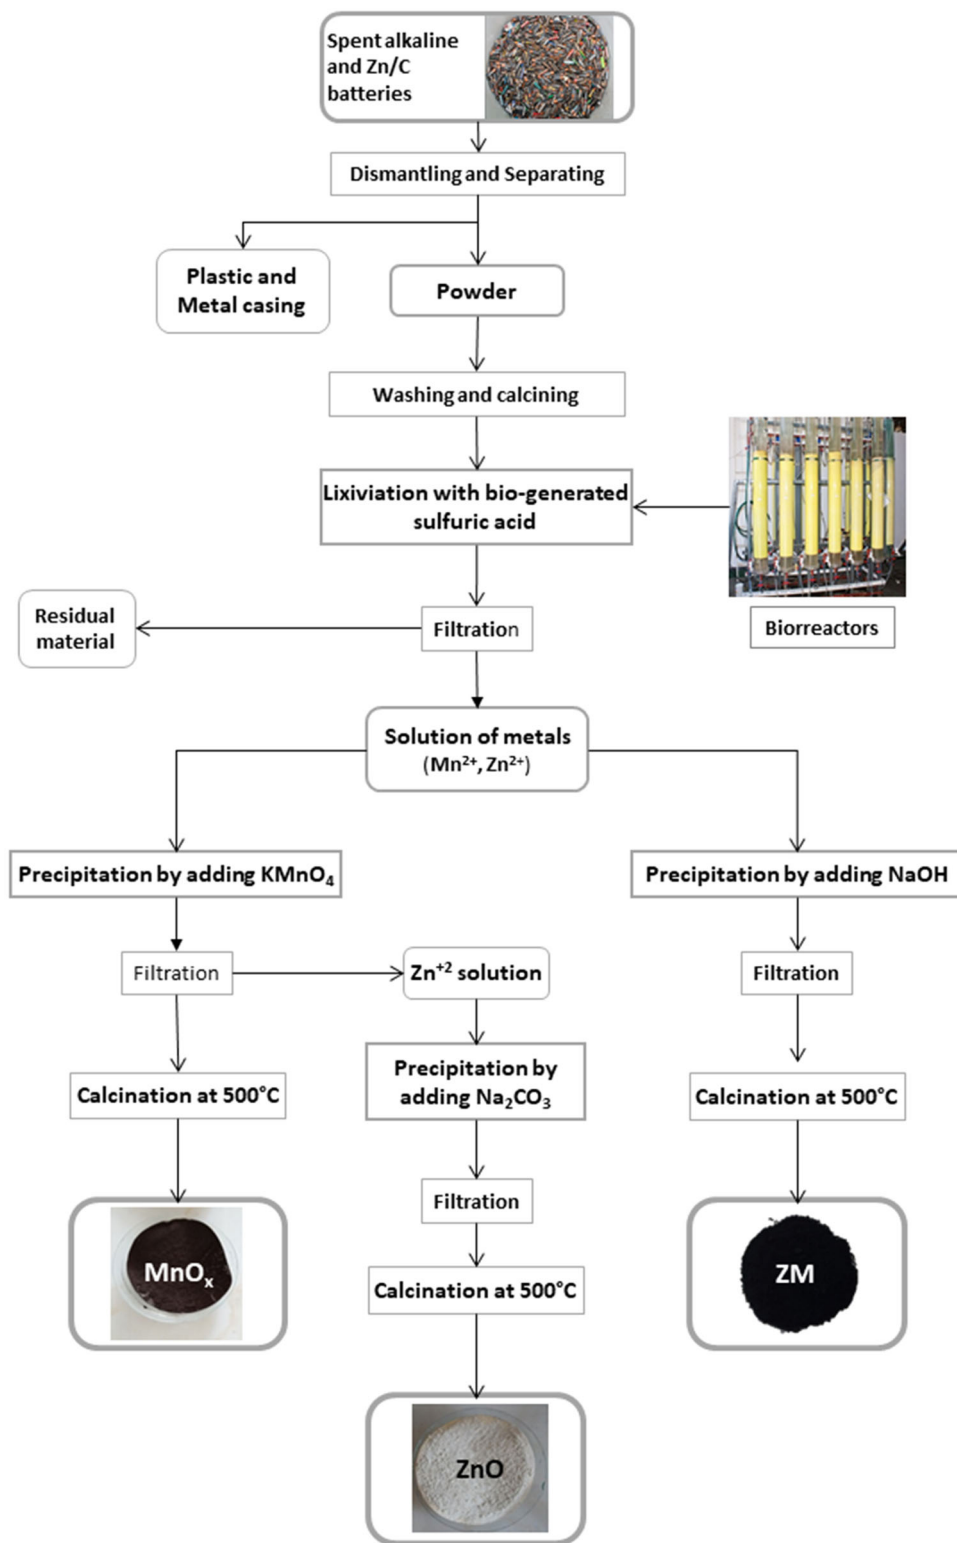 Spent alkaline
and Zn/C
batteries
Dismantling and Separating
Plastic and
Metal casing
Powder
Washing and calcining
Lixiviation with bio-generated
sulfuric acid
Biorreactors
Filtration
Residual
material
Solution of metals
(Mn²⁺, Zn²⁺)
Precipitation by adding KMnO₄
Precipitation by adding NaOH
Filtration
Zn⁺² solution
Filtration
Precipitation by
adding Na₂CO₃
Calcination at 500°C
Calcination at 500°C
Filtration
MnOₓ
ZM
Calcination at 500°C
ZnO